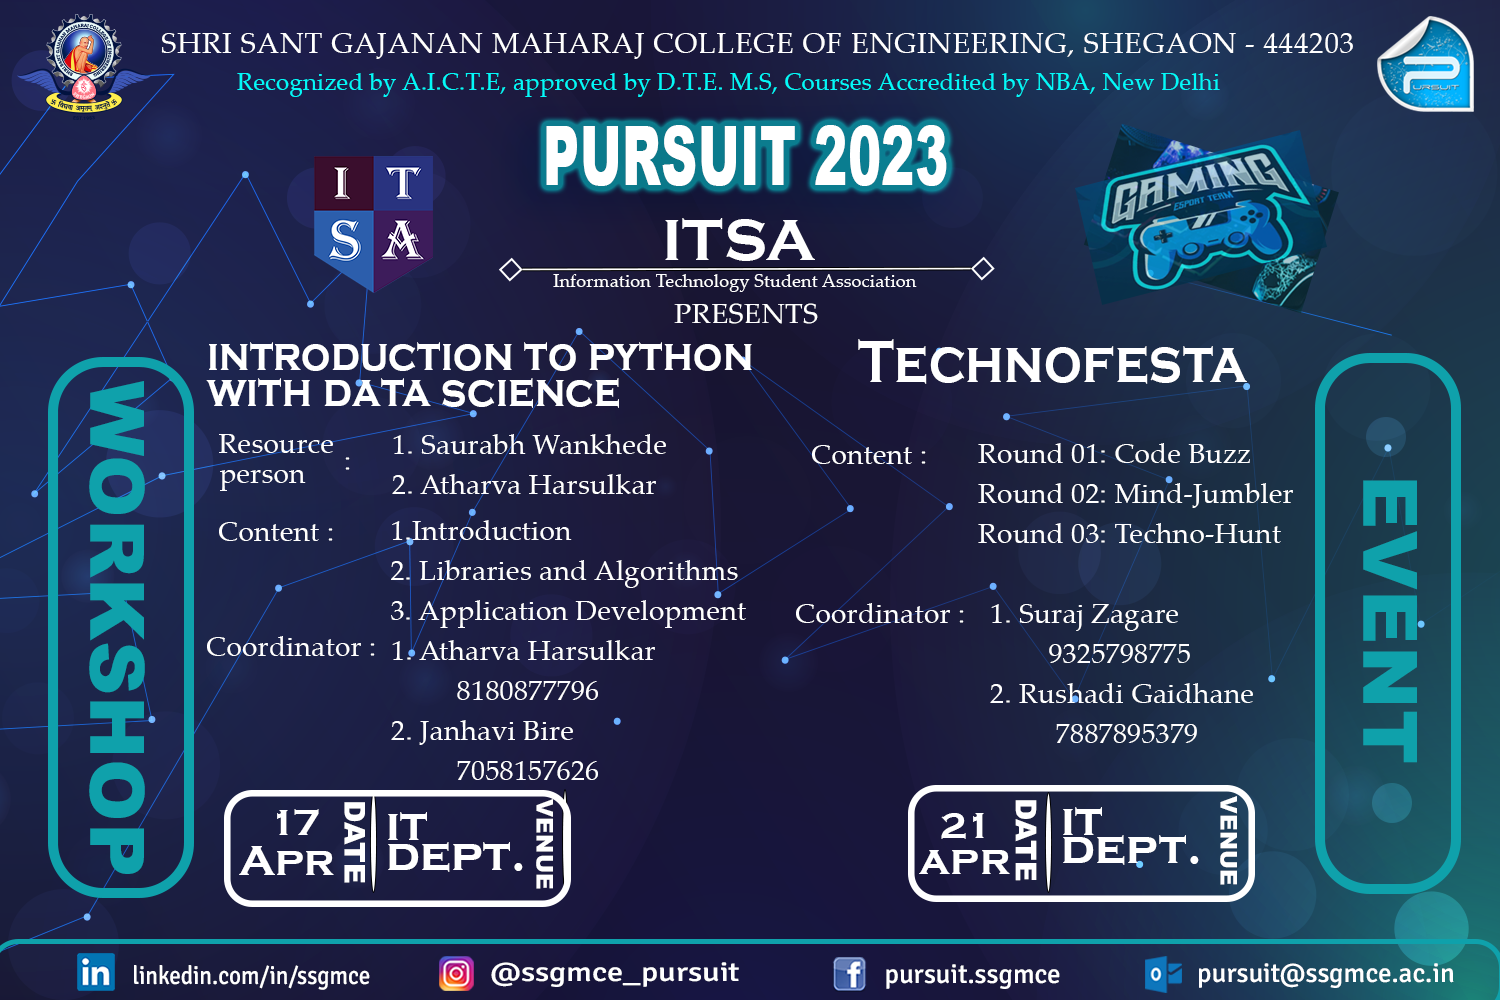 SHRI SANT GAJANAN MAHARAJ COLLEGE OF ENGINEERING, SHEGAON - 444203
Recognized by A.I.C.T.E, approved by D.T.E. M.S, Courses Accredited by NBA, New Delhi
PURSUIT
PURSUIT 2023
I T
S A
GAMING
ESPORT TEAM
ITSA
Information Technology Student Association
PRESENTS
WORKSHOP
INTRODUCTION TO PYTHON
WITH DATA SCIENCE
Resource
person :
1. Saurabh Wankhede
2. Atharva Harsulkar
Content :
1.Introduction
2. Libraries and Algorithms
3. Application Development
Coordinator :
1. Atharva Harsulkar
8180877796
2. Janhavi Bire
7058157626
17
APR
DATE
IT
DEPT.
VENUE
TECHNOFESTA
Content :
Round 01: Code Buzz
Round 02: Mind-Jumbler
Round 03: Techno-Hunt
Coordinator :
1. Suraj Zagare
9325798775
2. Rushadi Gaidhane
7887895379
21
APR
DATE
IT
DEPT.
VENUE
EVENT
linkedin.com/in/ssgmce
@ssgmce_pursuit
pursuit.ssgmce
pursuit@ssgmce.ac.in